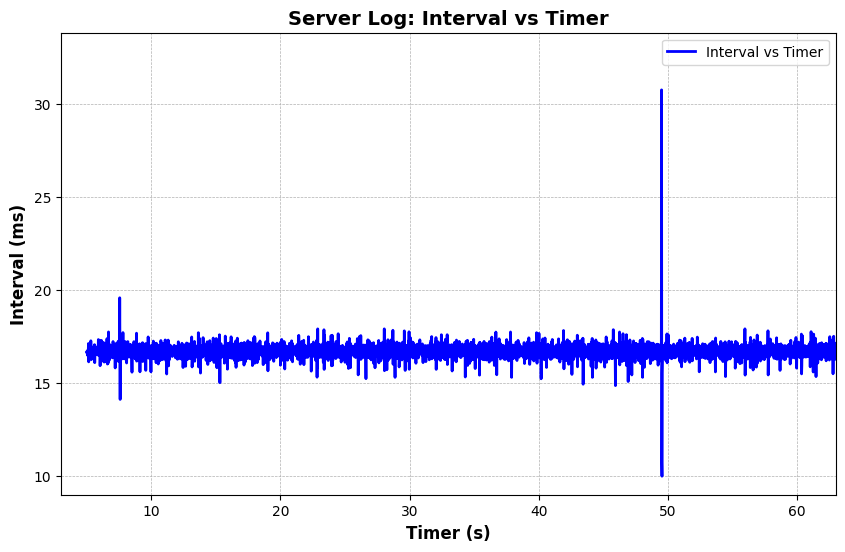 Server Log: Interval vs Timer
Interval vs Timer
30
25
20
15
10
Interval (ms)
10 20 30 40 50 60
Timer (s)